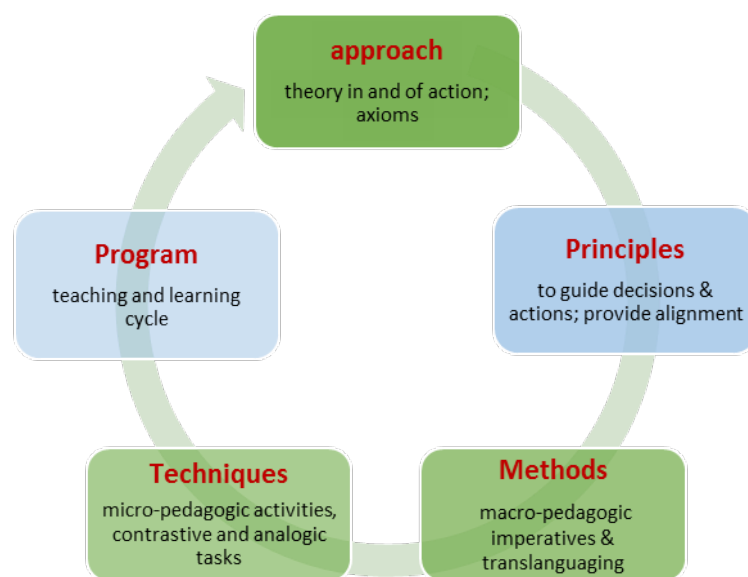 approach
theory in and of action;
axioms
Principles
to guide decisions &
actions; provide alignment
Methods
macro-pedagogic
imperatives &
translanguaging
Techniques
micro-pedagogic activities,
contrastive and analogic
tasks
Program
teaching and learning
cycle